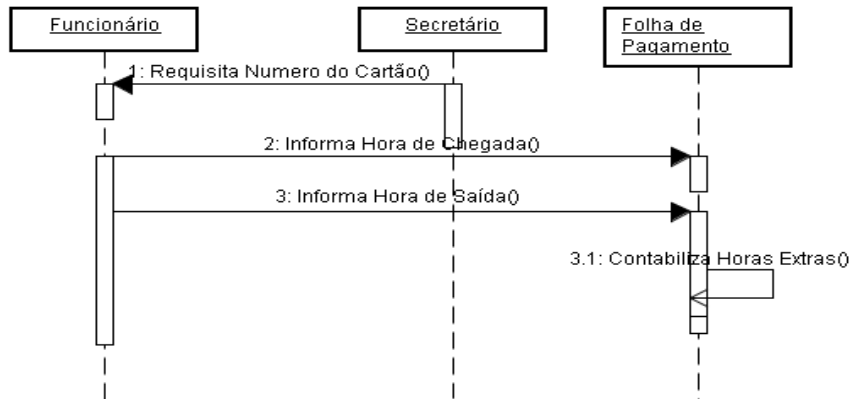 Funcionário
Secretário
Folha de
Pagamento
1: Requisita Numero do Cartão()
2: Informa Hora de Chegada()
3: Informa Hora de Saída()
3.1: Contabiliza Horas Extras()